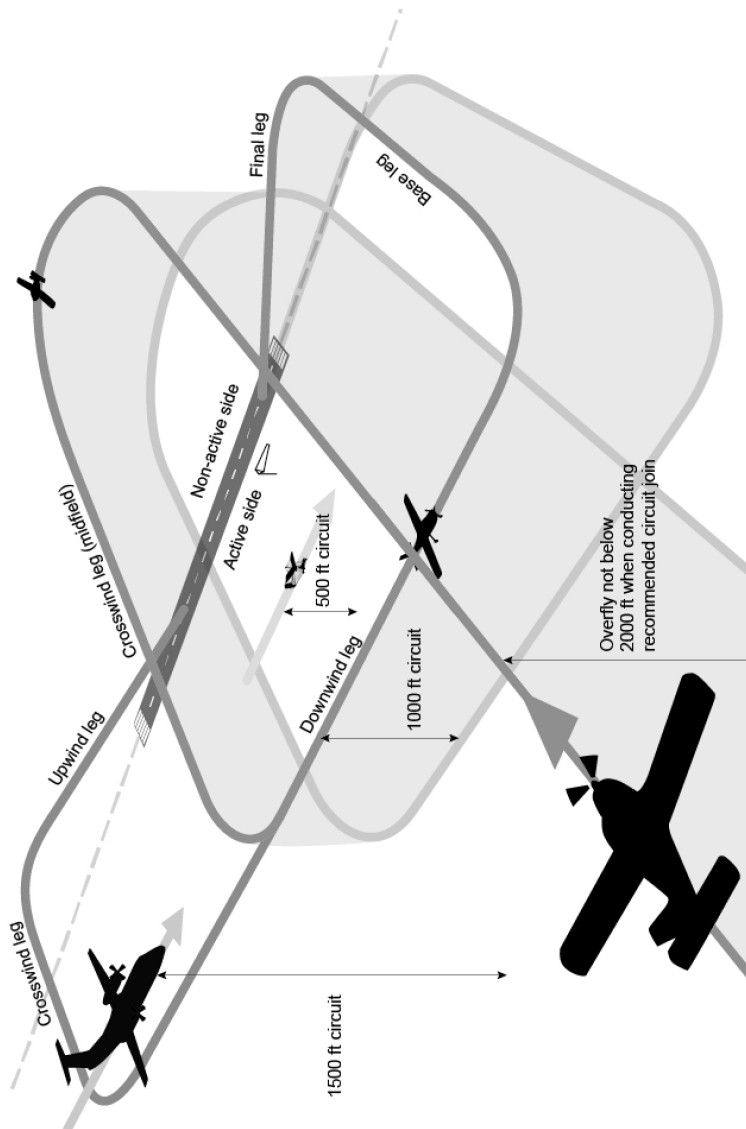 Final leg
Base leg
Non-active side
Active side
Crosswind leg (midfield)
500 ft circuit
Upwind leg
Downwind leg
1000 ft circuit
Overfly not below
2000 ft when conducting
recommended circuit join
Crosswind leg
1500 ft circuit